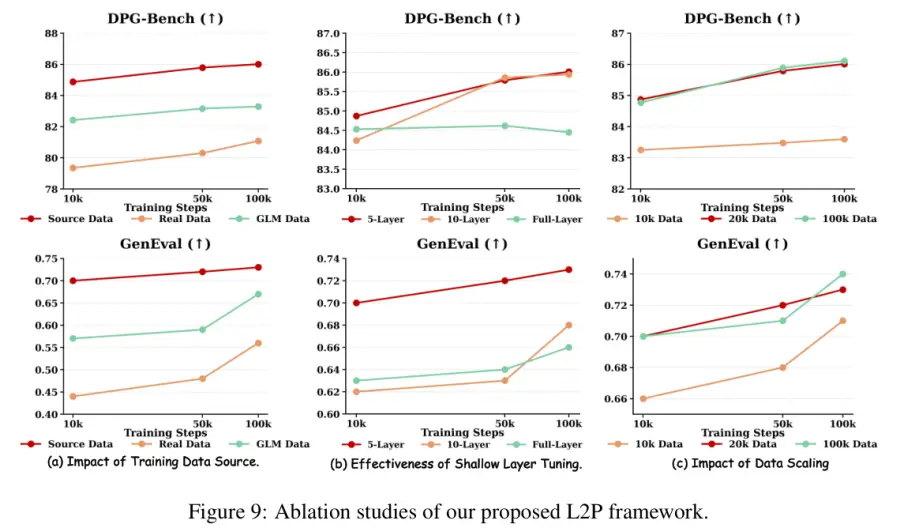 DPG-Bench (↑)
88
86
84
82
80
78
10k
50k
100k
Training Steps
Source Data
Real Data
GLM Data
DPG-Bench (↑)
87.0
86.5
86.0
85.5
85.0
84.5
84.0
83.5
83.0
10k
50k
100k
Training Steps
5-Layer
10-Layer
Full-Layer
DPG-Bench (↑)
87
86
85
84
83
82
10k
50k
100k
Training Steps
10k Data
20k Data
100k Data
GenEval (↑)
0.75
0.70
0.65
0.60
0.55
0.50
0.45
0.40
10k
50k
100k
Training Steps
Source Data
Real Data
GLM Data
(a) Impact of Training Data Source.
GenEval (↑)
0.74
0.72
0.70
0.68
0.66
0.64
0.62
0.60
10k
50k
100k
Training Steps
5-Layer
10-Layer
Full-Layer
(b) Effectiveness of Shallow Layer Tuning.
GenEval (↑)
0.74
0.72
0.70
0.68
0.66
10k
50k
100k
Training Steps
10k Data
20k Data
100k Data
(c) Impact of Data Scaling
Figure 9: Ablation studies of our proposed L2P framework.